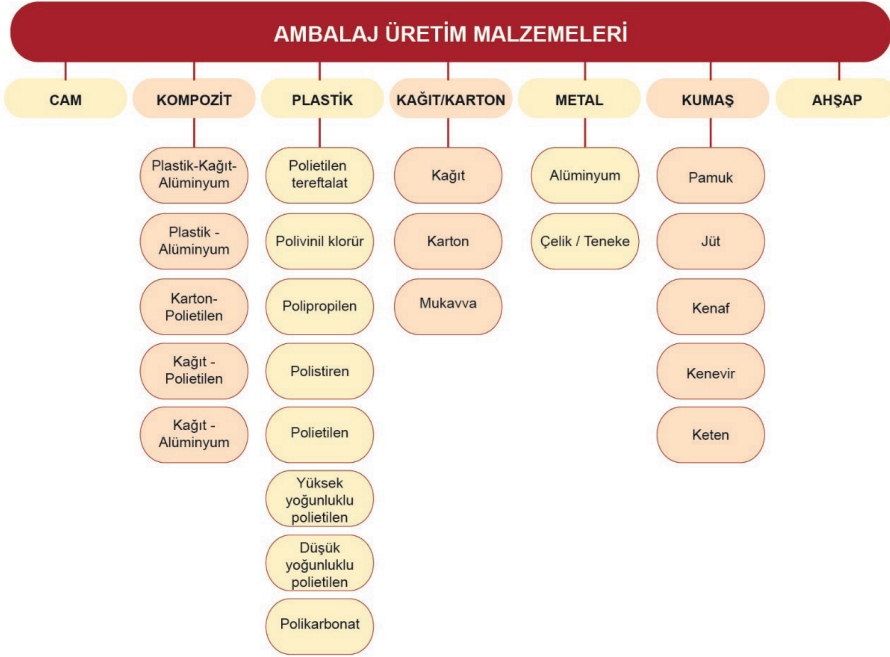 AMBALAJ ÜRETİM MALZEMELERİ
CAM
KOMPOZİT
PLASTİK
KAĞIT/KARTON
METAL
KUMAŞ
AHŞAP
Plastik-Kağıt-
Alüminyum
Plastik -
Alüminyum
Karton-
Polietilen
Kağıt -
Polietilen
Kağıt -
Alüminyum
Polietilen
tereftalat
Polivinil klorür
Polipropilen
Polistiren
Polietilen
Yüksek
yoğunluklu
polietilen
Düşük
yoğunluklu
polietilen
Polikarbonat
Kağıt
Karton
Mukavva
Alüminyum
Çelik / Teneke
Pamuk
Jüt
Kenaf
Kenevir
Keten